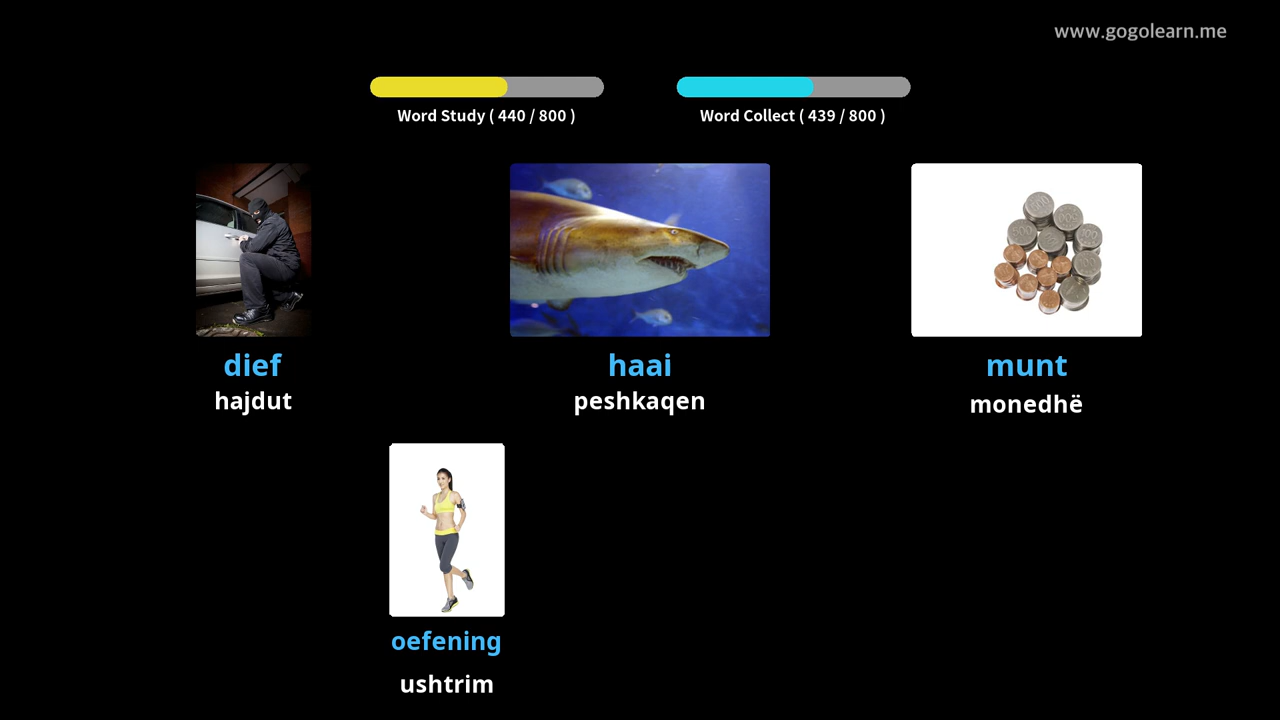 www.gogolearn.me
Word Study ( 440 / 800 )
Word Collect ( 439 / 800 )
dief
hajdut
haai
peshkaqen
munt
monedhë
oefening
ushtrim